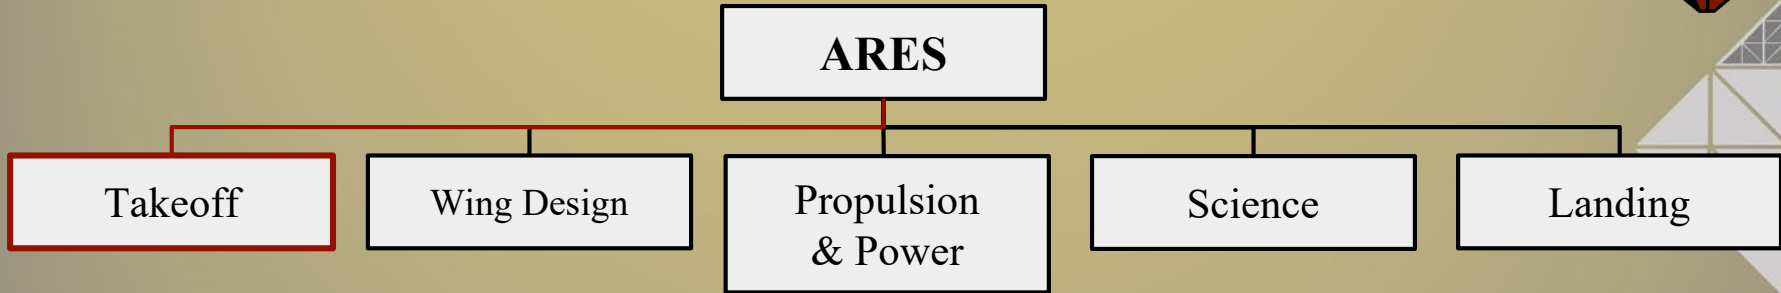 ARES
Takeoff
Wing Design
Propulsion
& Power
Science
Landing